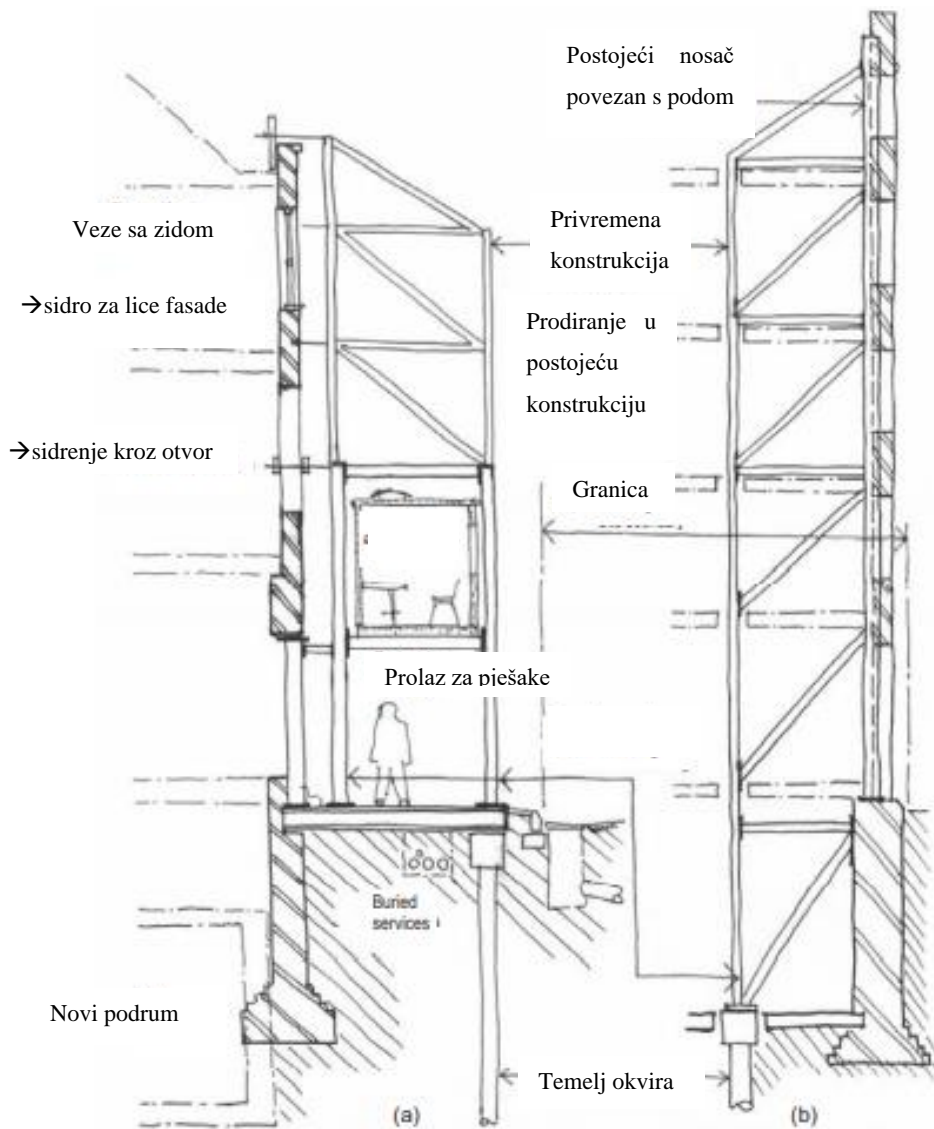 Postojeći nosač
povezan s podom
Veze sa zidom
→sidro za lice fasade
→sidrenje kroz otvor
Privremena
konstrukcija
Prodiranje u
postojeću
konstrukciju
Granica
Prolaz za pješake
Buried
services
Novi podrum
Temelj okvira
(a)
(b)